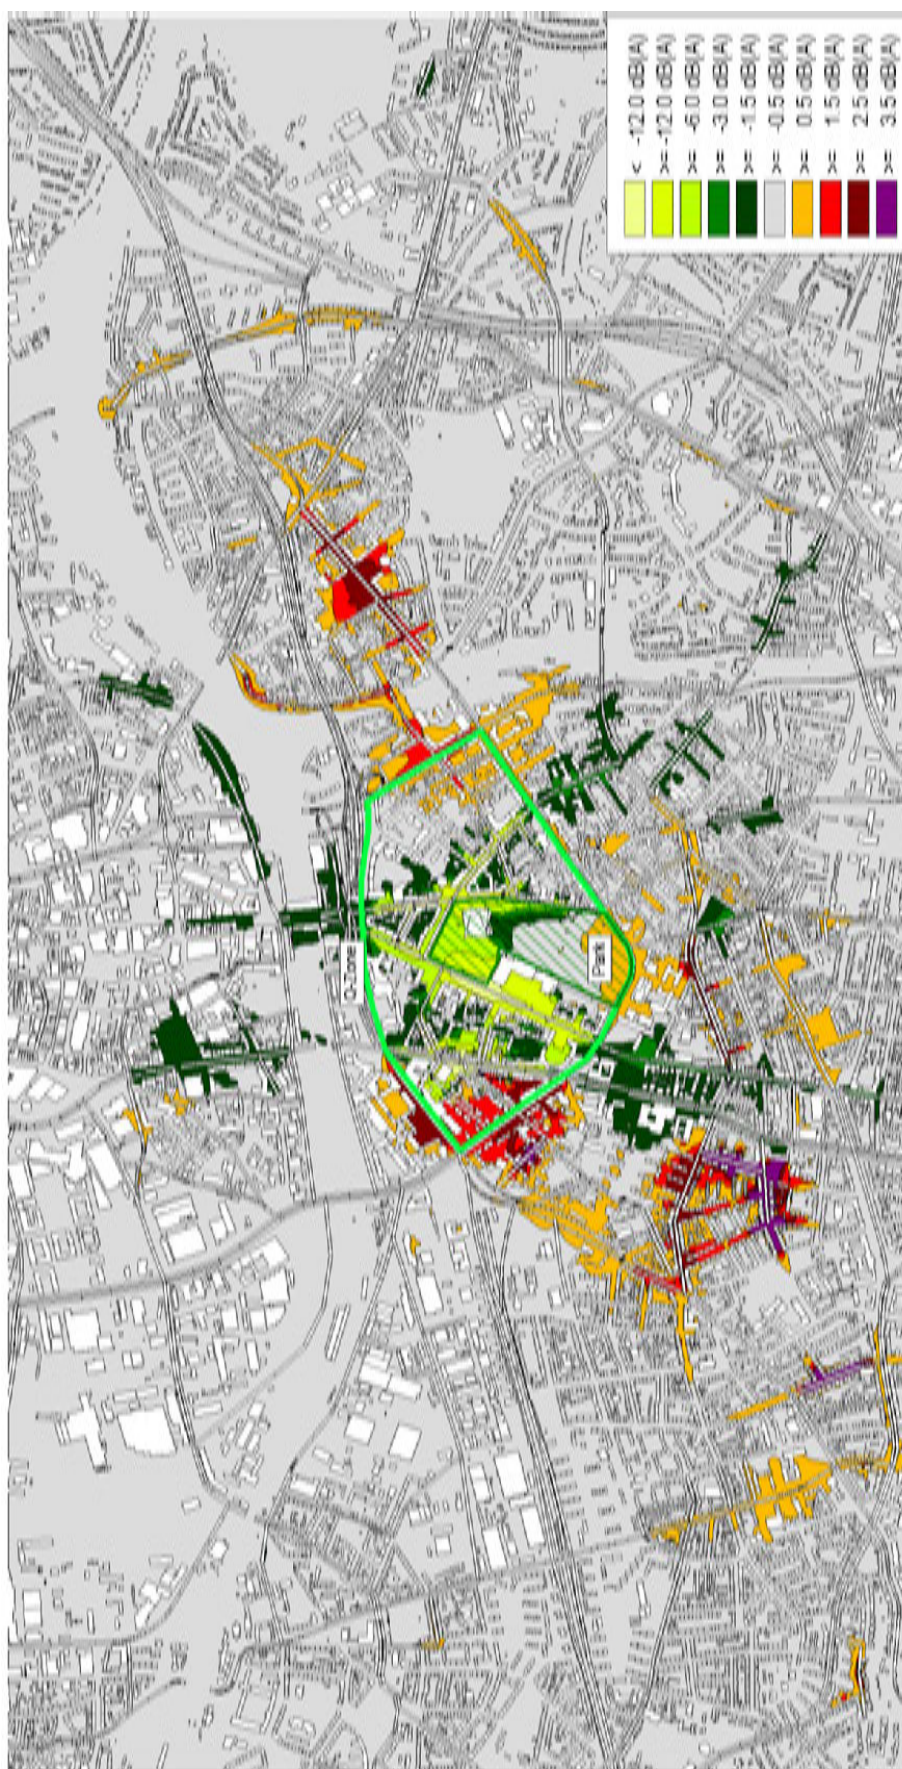 < -12.0 dB(A)
>= -12.0 dB(A)
>= -6.0 dB(A)
>= -3.0 dB(A)
>= -1.5 dB(A)
>= -0.5 dB(A)
>= 0.5 dB(A)
>= 1.5 dB(A)
>= 2.5 dB(A)
>= 3.5 dB(A)
Q-Zone
Park